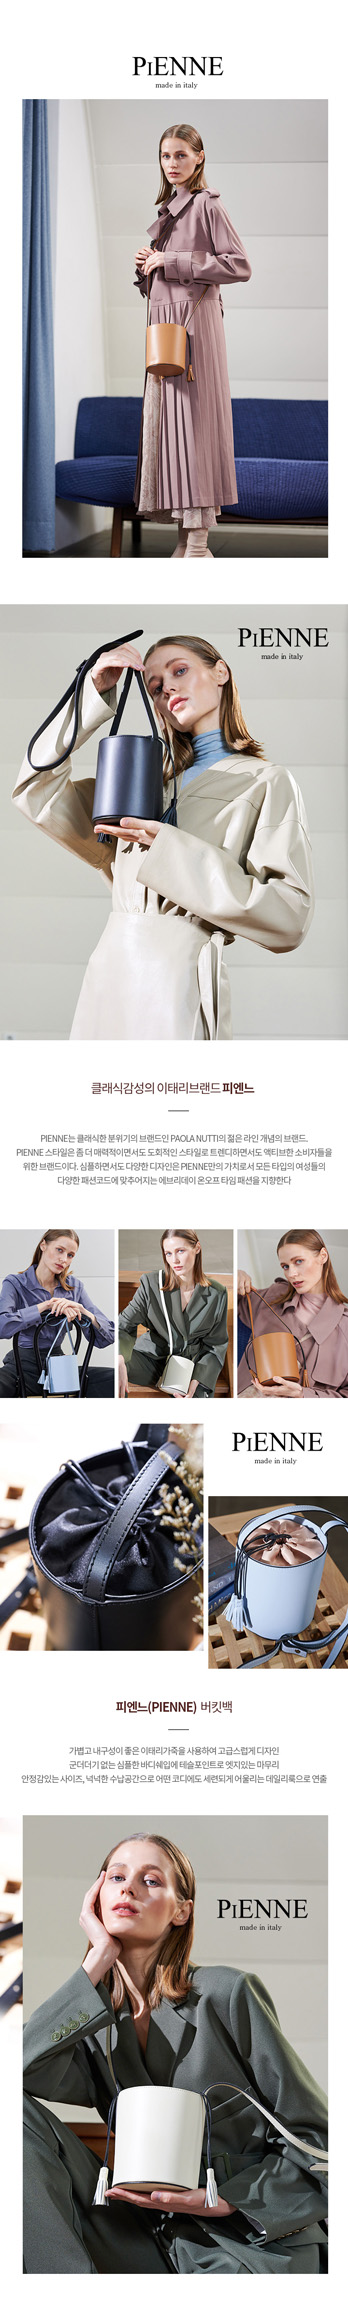 PIENNE
made in italy
PIENNE
made in italy
클래식감성의 이태리브랜드 피엔느
PIENNE는 클래식한 분위기의 브랜드인 PAOLA NUTTI의 젊은 라인 개념의 브랜드.
PIENNE 스타일은 좀 더 매력적이면서도 도회적인 스타일로 트렌디하면서도 액티브한 소비자들을
위한 브랜드이다. 심플하면서도 다양한 디자인은 PIENNE만의 가치로서 모든 타입의 여성들의
다양한 패션코드에 맞추어지는 에브리데이 온오프 타임 패션을 지향한다
PIENNE
made in italy
피엔느(PIENNE) 버킷백
가볍고 내구성이 좋은 이태리가죽을 사용하여 고급스럽게 디자인
군더더기 없는 심플한 바디쉐입에 테슬포인트로 엣지있는 마무리
안정감있는 사이즈, 넉넉한 수납공간으로 어떤 코디에도 세련되게 어울리는 데일리룩으로 연출
PIENNE
made in italy